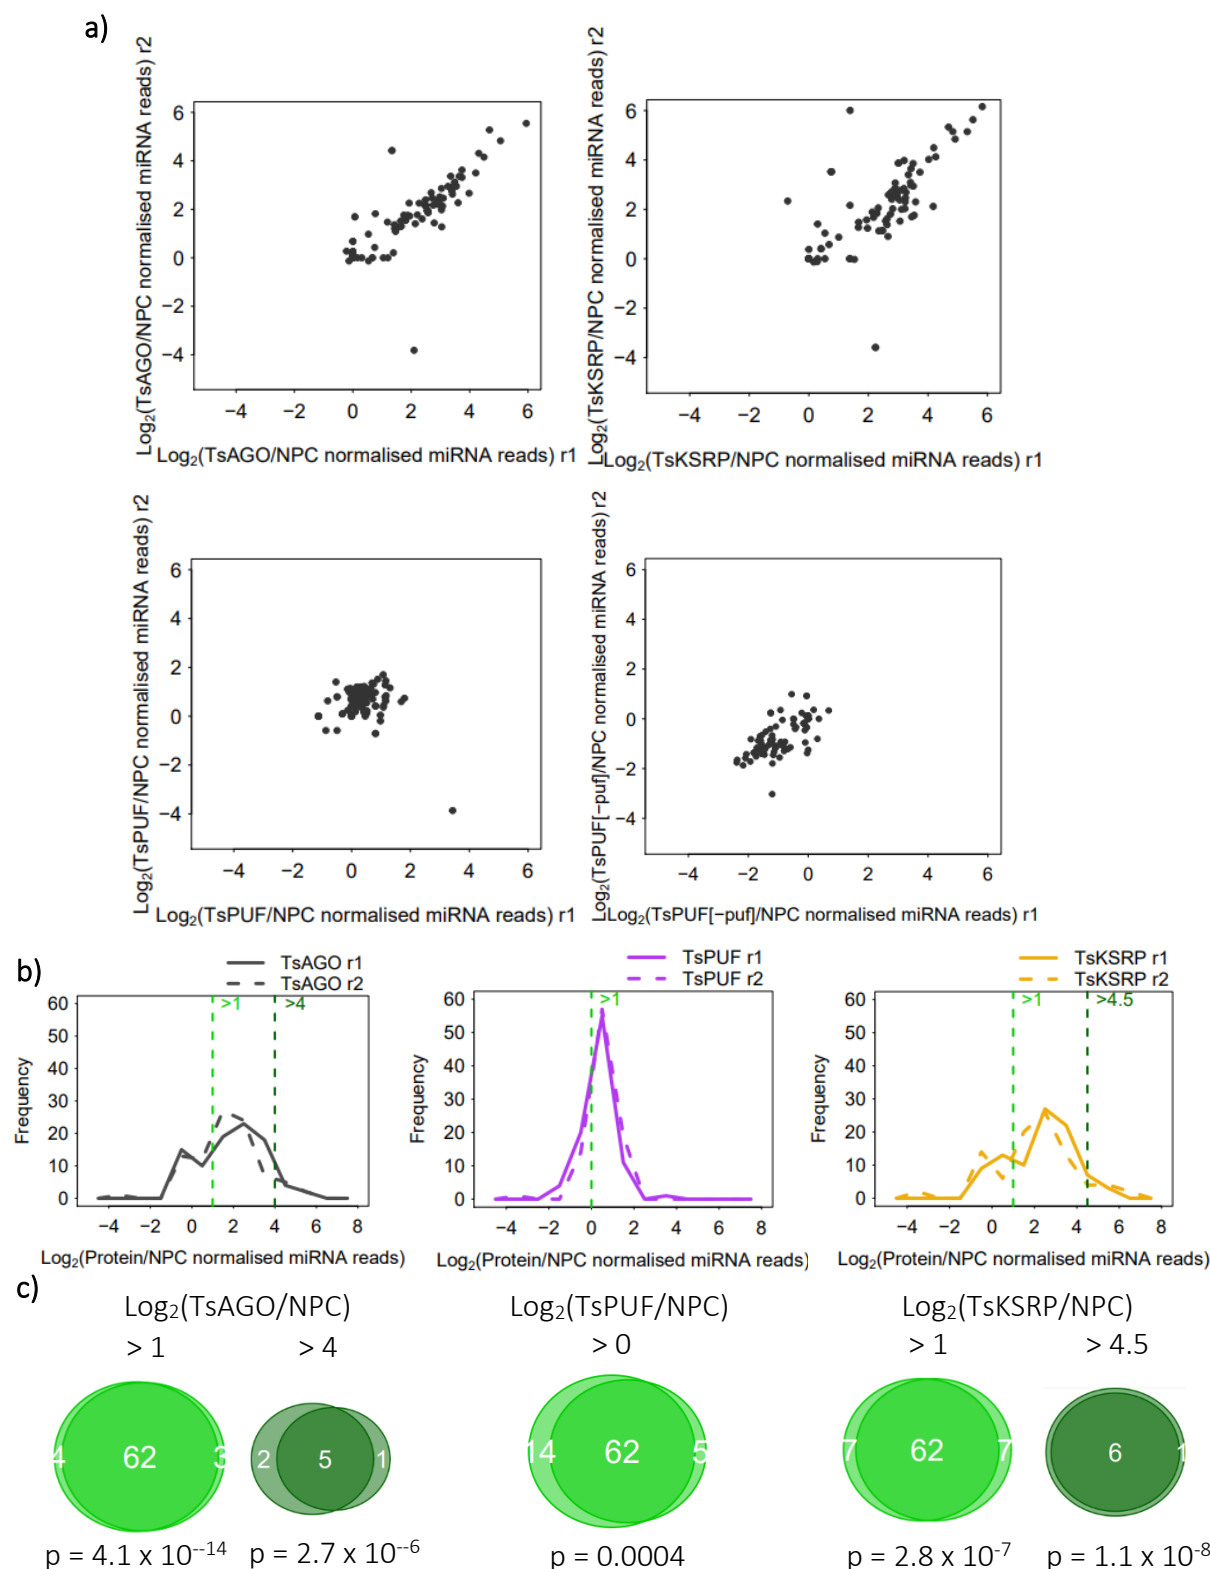 a)
Log₂(TsAGO/NPC normalised miRNA reads) r2
6
4
2
0
−2
−4
−4 −2 0 2 4 6
Log₂(TsAGO/NPC normalised miRNA reads) r1
Log₂(TsKSRP/NPC normalised miRNA reads) r2
6
4
2
0
−2
−4
−4 −2 0 2 4 6
Log₂(TsKSRP/NPC normalised miRNA reads) r1
Log₂(TsPUF/NPC normalised miRNA reads) r2
6
4
2
0
−2
−4
−4 −2 0 2 4 6
Log₂(TsPUF/NPC normalised miRNA reads) r1
Log₂(TsPUF[−puf]/NPC normalised miRNA reads) r2
6
4
2
0
−2
−4
−4 −2 0 2 4 6
Log₂(TsPUF[−puf]/NPC normalised miRNA reads) r1
b)
TsAGO r1
TsAGO r2
>1 >4
Frequency
60
50
40
30
20
10
0
−4 −2 0 2 4 6 8
Log₂(Protein/NPC normalised miRNA reads)
TsPUF r1
TsPUF r2
>1
Frequency
60
50
40
30
20
10
0
−4 −2 0 2 4 6 8
Log₂(Protein/NPC normalised miRNA reads)
TsKSRP r1
TsKSRP r2
>1 >4.5
Frequency
60
50
40
30
20
10
0
−4 −2 0 2 4 6 8
Log₂(Protein/NPC normalised miRNA reads)
c)
Log₂(TsAGO/NPC) Log₂(TsPUF/NPC) Log₂(TsKSRP/NPC)
> 1 > 4 > 0 > 1 > 4.5
4 62 3 2 5 1 14 62 5 7 62 7 6 1
p = 4.1 x 10⁻⁻¹⁴ p = 2.7 x 10⁻⁻⁶ p = 0.0004 p = 2.8 x 10⁻⁷ p = 1.1 x 10⁻⁸